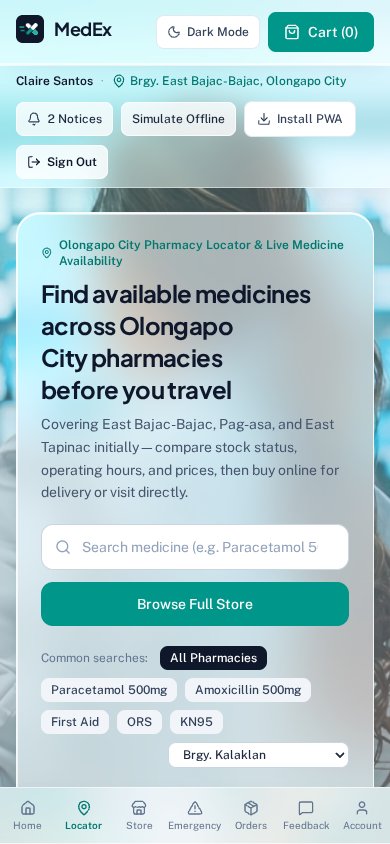 MedEx
Dark Mode
Cart (0)
Claire Santos · Brgy. East Bajac-Bajac, Olongapo City
2 Notices
Simulate Offline
Install PWA
Sign Out
Olongapo City Pharmacy Locator & Live Medicine
Availability
Find available medicines
across Olongapo
City pharmacies
before you travel
Covering East Bajac-Bajac, Pag-asa, and East
Tapinac initially — compare stock status,
operating hours, and prices, then buy online for
delivery or visit directly.
Search medicine (e.g. Paracetamol 5
Browse Full Store
Common searches:
All Pharmacies
Paracetamol 500mg
Amoxicillin 500mg
First Aid
ORS
KN95
Brgy. Kalaklan
Home
Locator
Store
Emergency
Orders
Feedback
Account